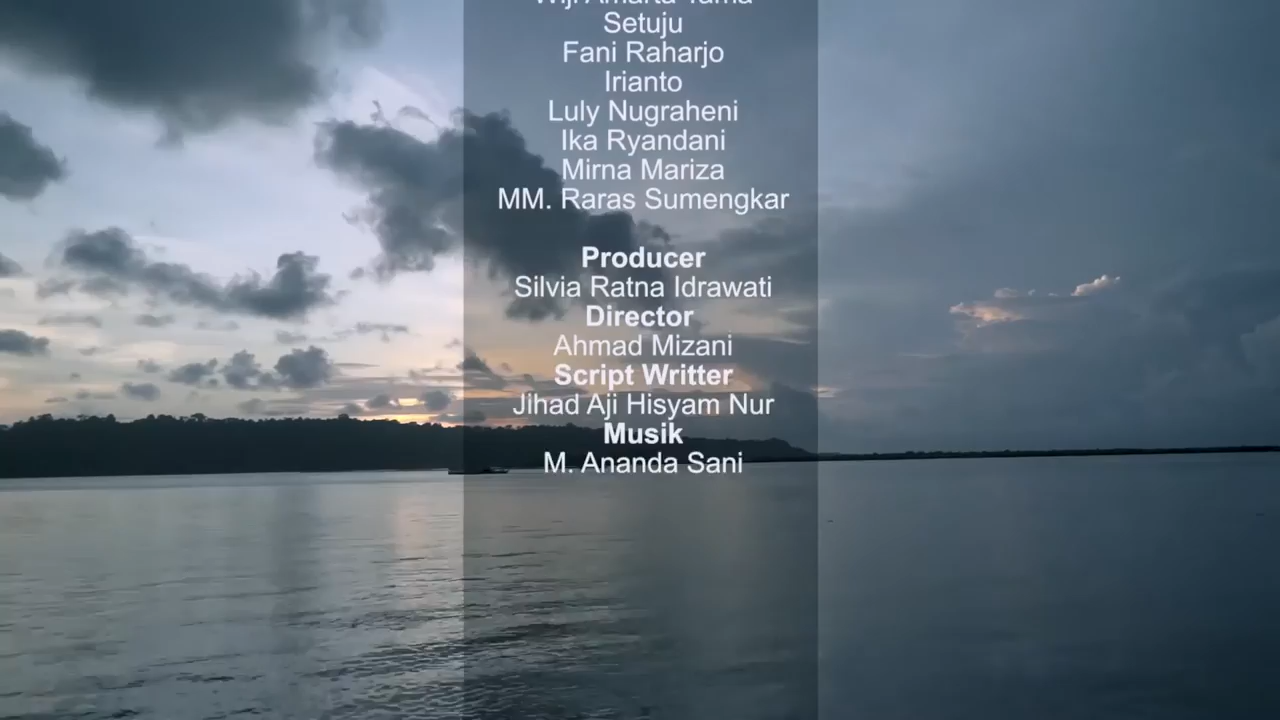 Setuju
Fani Raharjo
Irianto
Luly Nugraheni
Ika Ryandani
Mirna Mariza
MM. Raras Sumengkar
Producer
Silvia Ratna Idrawati
Director
Ahmad Mizani
Script Writter
Jihad Aji Hisyam Nur
Musik
M. Ananda Sani